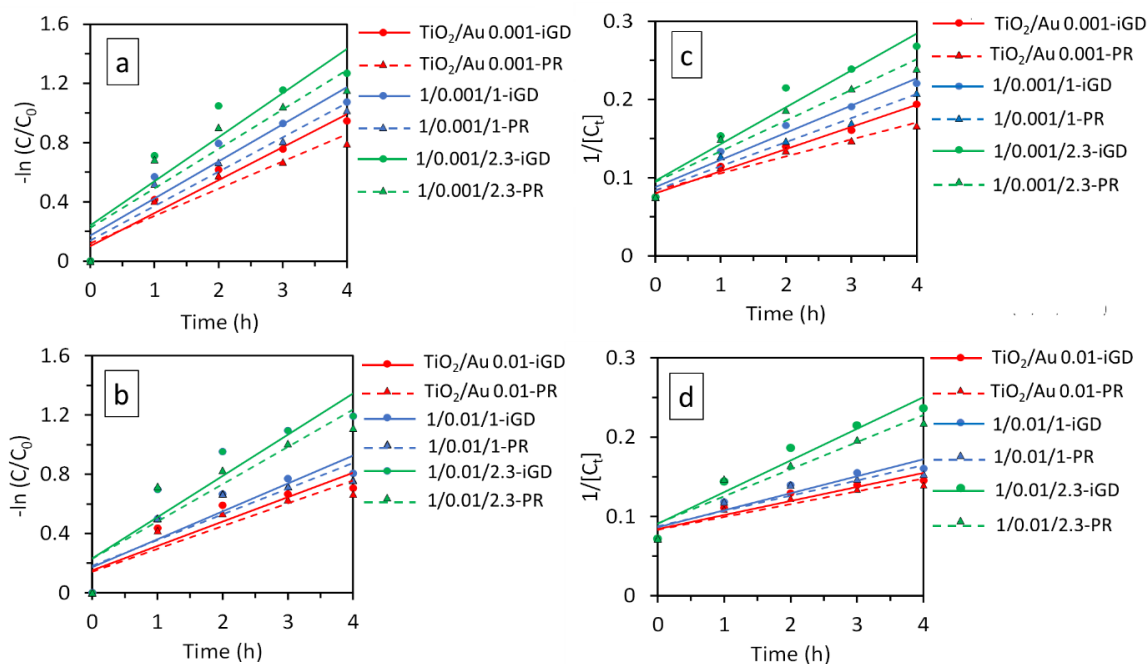 1.6
1.2
0.8
0.4
0
-ln (C/C₀)
a
0 1 2 3 4
Time (h)
TiO₂/Au 0.001-iGD
TiO₂/Au 0.001-PR
1/0.001/1-iGD
1/0.001/1-PR
1/0.001/2.3-iGD
1/0.001/2.3-PR
0.3
0.2
0.1
0
1/[Cₜ]
c
0 1 2 3 4
Time (h)
TiO₂/Au 0.001-iGD
TiO₂/Au 0.001-PR
1/0.001/1-iGD
1/0.001/1-PR
1/0.001/2.3-iGD
1/0.001/2.3-PR
1.6
1.2
0.8
0.4
0
-ln (C/C₀)
b
0 1 2 3 4
Time (h)
TiO₂/Au 0.01-iGD
TiO₂/Au 0.01-PR
1/0.01/1-iGD
1/0.01/1-PR
1/0.01/2.3-iGD
1/0.01/2.3-PR
0.3
0.2
0.1
0
1/[Cₜ]
d
0 1 2 3 4
Time (h)
TiO₂/Au 0.01-iGD
TiO₂/Au 0.01-PR
1/0.01/1-iGD
1/0.01/1-PR
1/0.01/2.3-iGD
1/0.01/2.3-PR